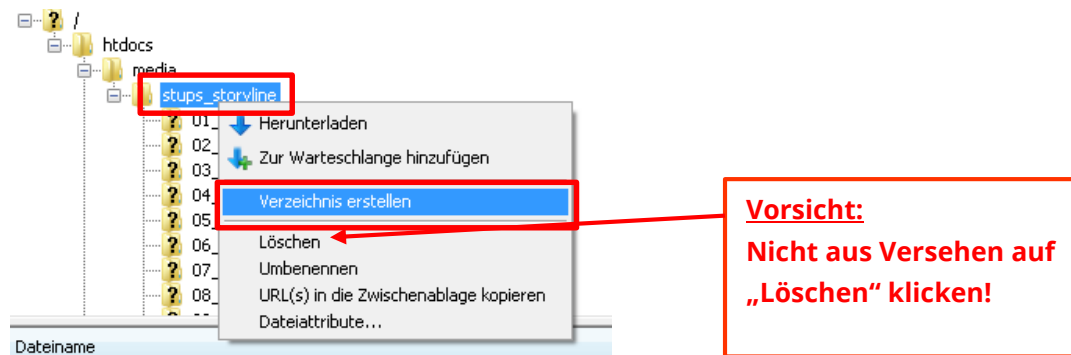 /
htdocs
media
stups_storyline
01_
02_
03_
04_
05_
06_
07_
08_
Herunterladen
Zur Warteschlange hinzufügen
Verzeichnis erstellen
Löschen
Umbenennen
URL(s) in die Zwischenablage kopieren
Dateiattribute...
Vorsicht:
Nicht aus Versehen auf
„Löschen“ klicken!
Dateiname